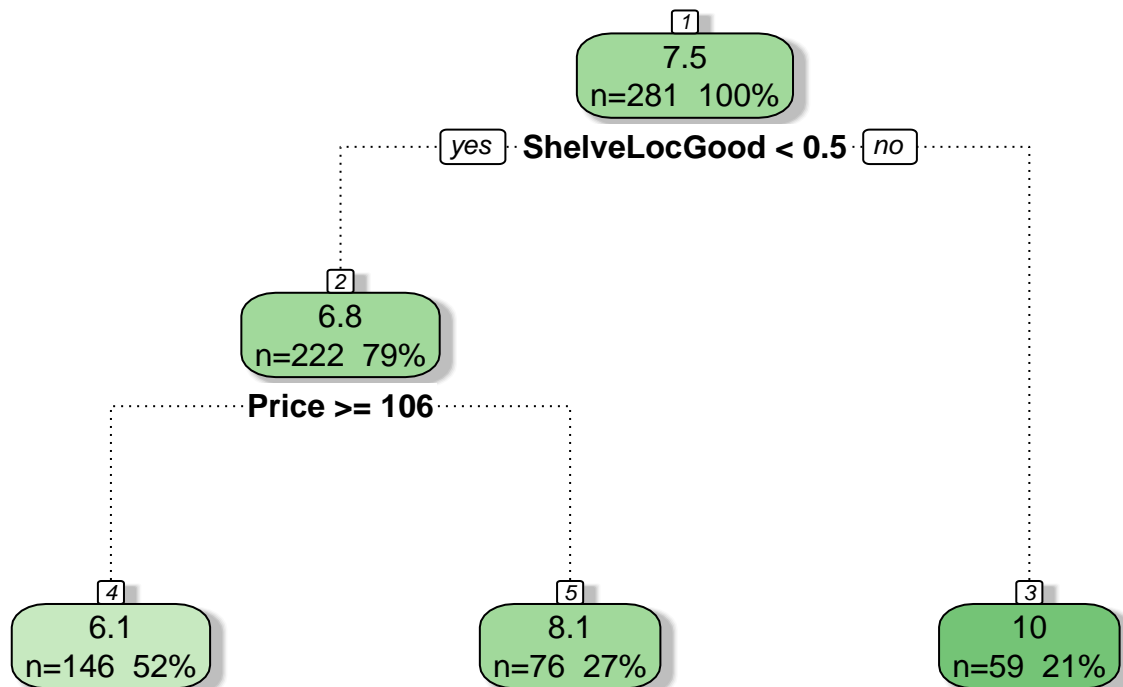 1
7.5
n=281 100%
yes ShelveLocGood < 0.5 no
2
6.8
n=222 79%
Price >= 106
4
6.1
n=146 52%
5
8.1
n=76 27%
3
10
n=59 21%